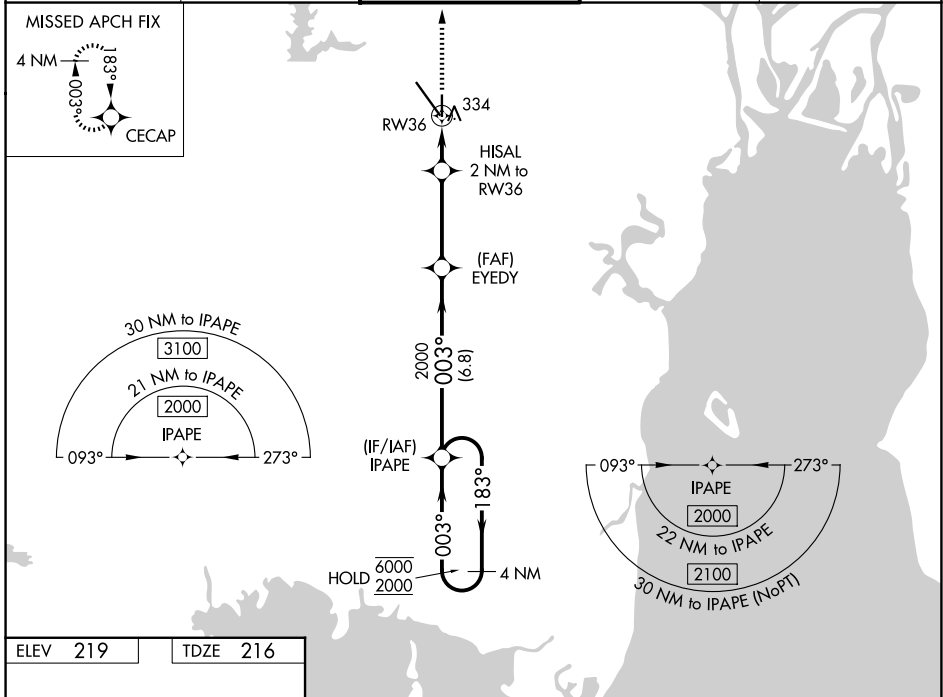 MISSED APCH FIX
4 NM
183°
003°
CECAP
334
RW36
HISAL
2 NM to
RW36
(FAF)
EYEDY
2000
003°
(6.8)
30 NM to IPAPE
3100
21 NM to IPAPE
2000
IPAPE
093°
273°
(IF/IAF)
IPAPE
183°
003°
HOLD
6000
2000
4 NM
093°
273°
IPAPE
2000
22 NM to IPAPE
2100
30 NM to IPAPE (NoPT)
ELEV 219
TDZE 216